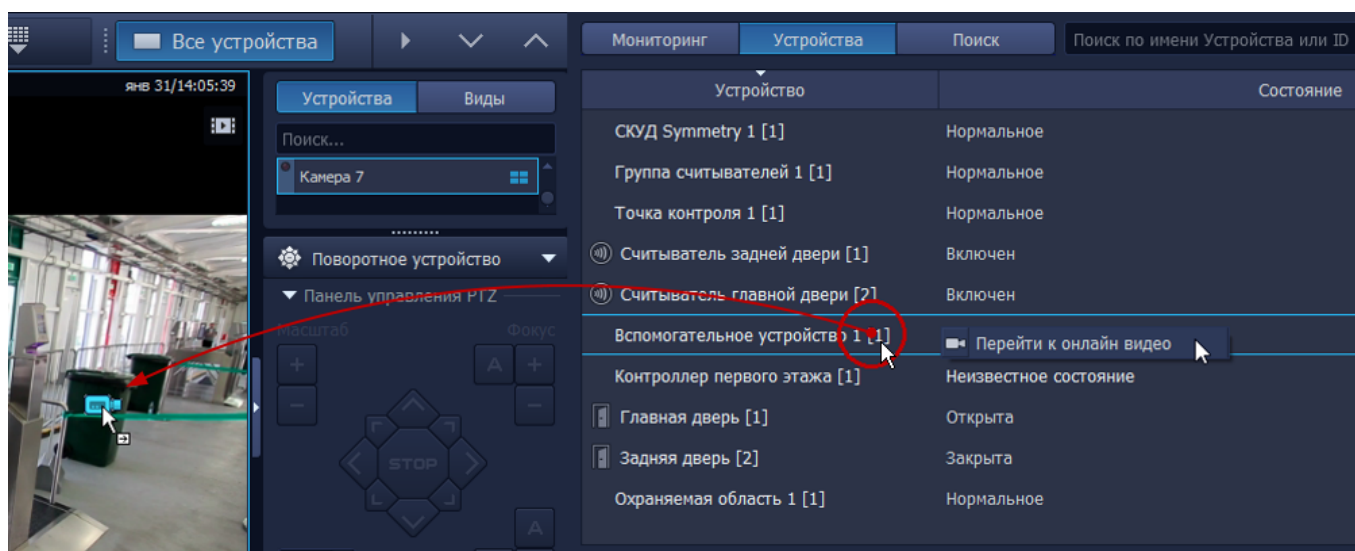 Все устройства
янв 31/14:05:39
Устройства
Виды
Поиск...
Камера 7
Поворотное устройство
Панель управления PTZ
Масштаб
Фокус
A
STOP
A
Мониторинг
Устройства
Поиск
Поиск по имени Устройства или ID
Устройство
Состояние
СКУД Symmetry 1 [1]
Нормальное
Группа считывателей 1 [1]
Нормальное
Точка контроля 1 [1]
Нормальное
Считыватель задней двери [1]
Включен
Считыватель главной двери [2]
Включен
Вспомогательное устройство 1 [1]
Перейти к онлайн видео
Контроллер первого этажа [1]
Неизвестное состояние
Главная дверь [1]
Открыта
Задняя дверь [2]
Закрыта
Охраняемая область 1 [1]
Нормальное